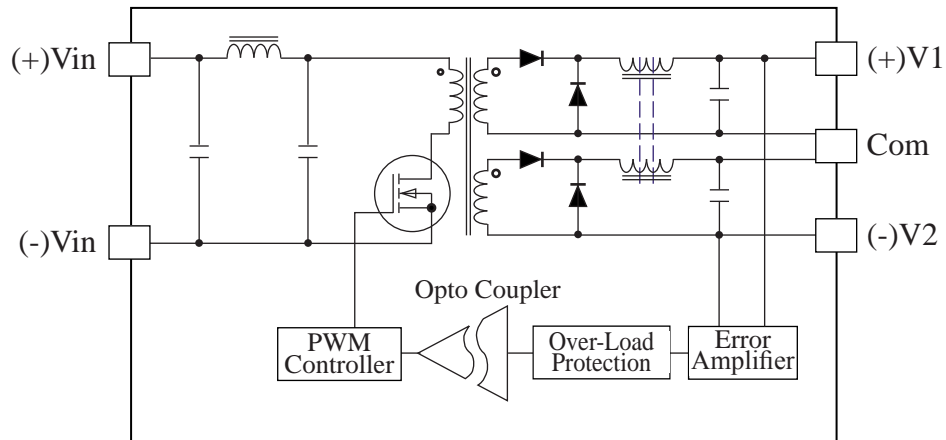 (+)Vin
(+)V1
Com
(-)Vin
(-)V2
Opto Coupler
PWM
Controller
Over-Load
Protection
Error
Amplifier